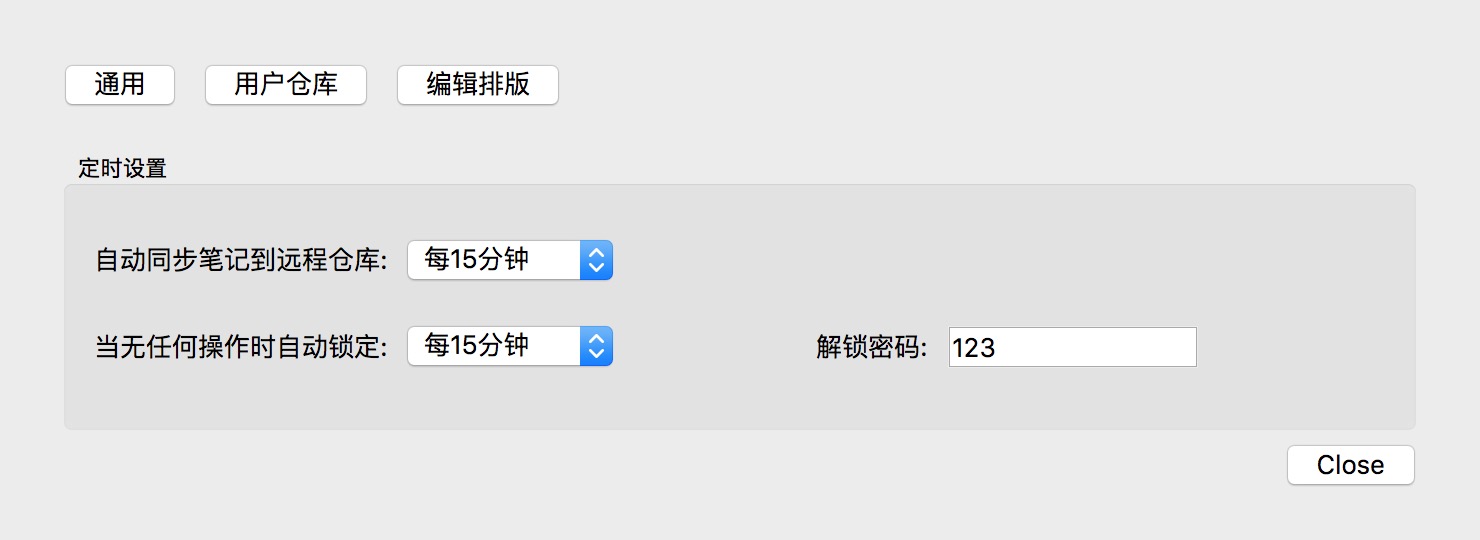 通用 用户仓库 编辑排版
定时设置
自动同步笔记到远程仓库: 每15分钟
当无任何操作时自动锁定: 每15分钟 解锁密码: 123
Close